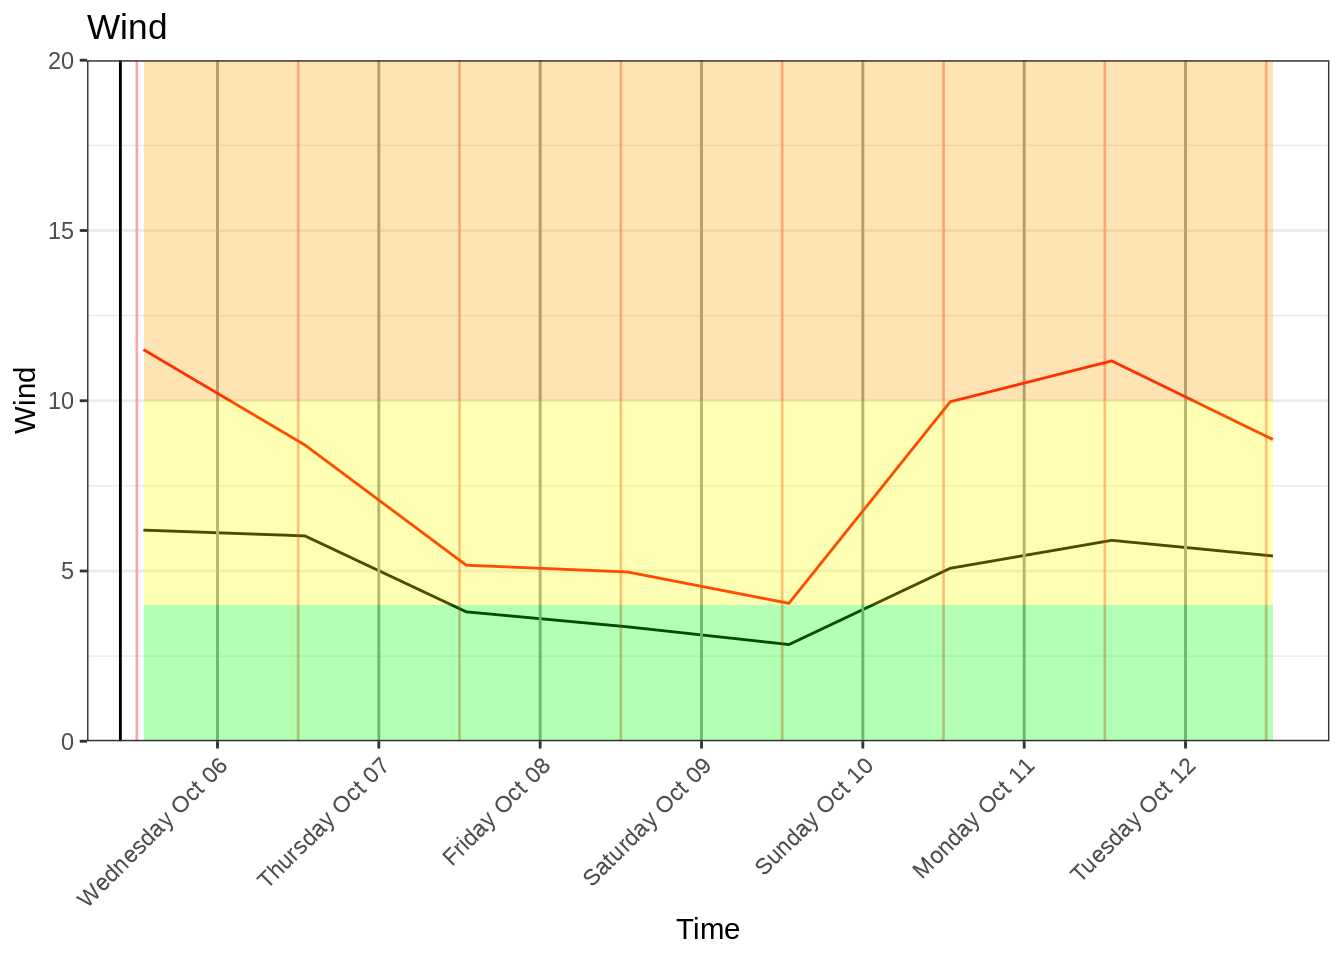 Wind
20
15
10
5
0
Wind
Wednesday Oct 06
Thursday Oct 07
Friday Oct 08
Saturday Oct 09
Sunday Oct 10
Monday Oct 11
Tuesday Oct 12
Time